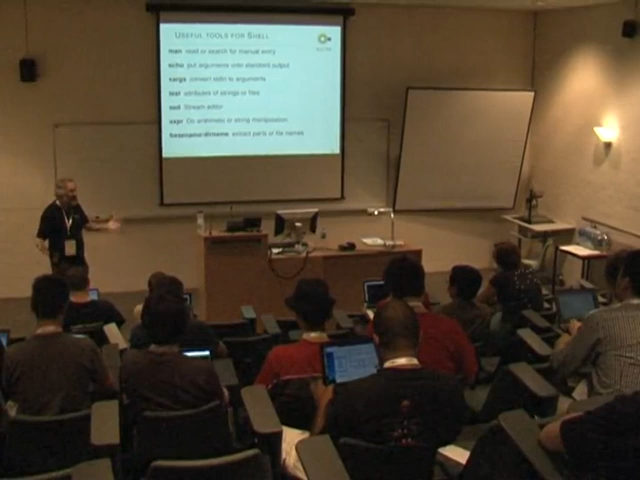 USEFUL TOOLS FOR SHELL
man read or search for manual entry
echo put arguments onto standard output
xargs convert stdin to arguments
test attributes of strings or files
sed Stream editor
expr Do arithmetic or string manipulation
basename/dirname extract parts of file names